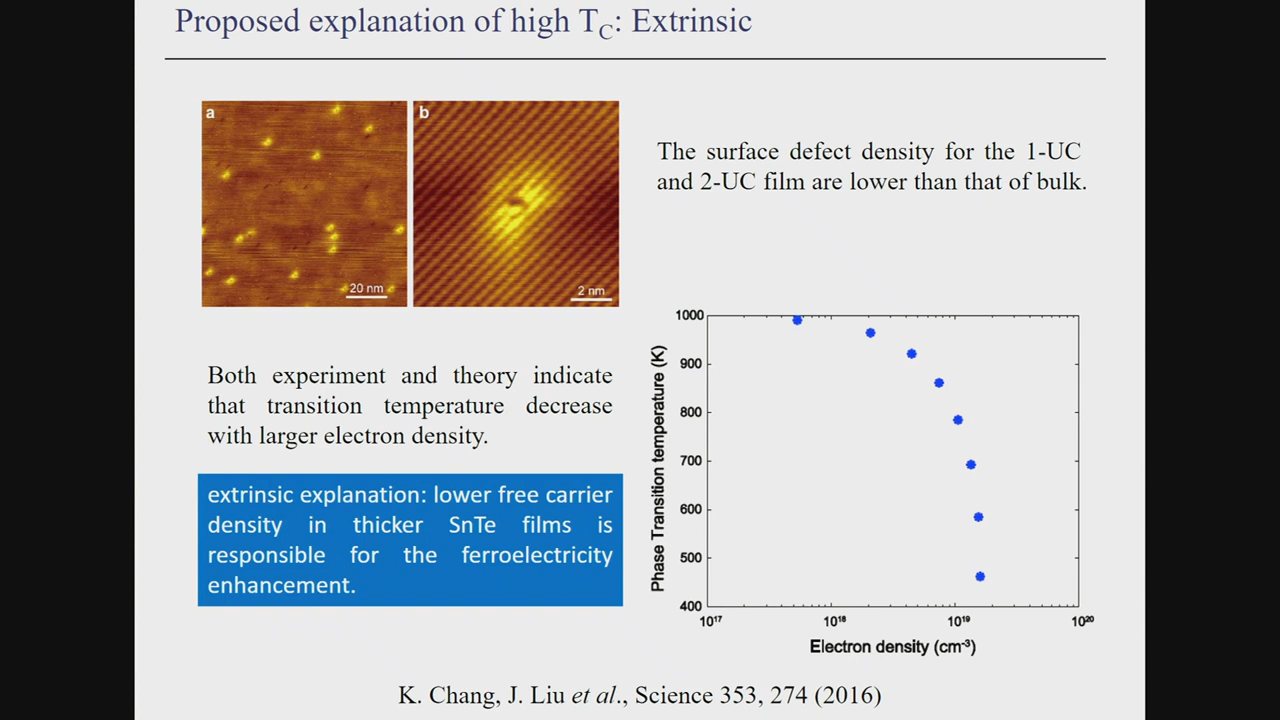 Proposed explanation of high T_C: Extrinsic
a
b
20 nm
2 nm
The surface defect density for the 1-UC
and 2-UC film are lower than that of bulk.
Both experiment and theory indicate
that transition temperature decrease
with larger electron density.
extrinsic explanation: lower free carrier
density in thicker SnTe films is
responsible for the ferroelectricity
enhancement.
Phase Transition temperature (K)
1000
900
800
700
600
500
400
10¹⁷
10¹⁸
10¹⁹
10²⁰
Electron density (cm⁻³)
K. Chang, J. Liu et al., Science 353, 274 (2016)